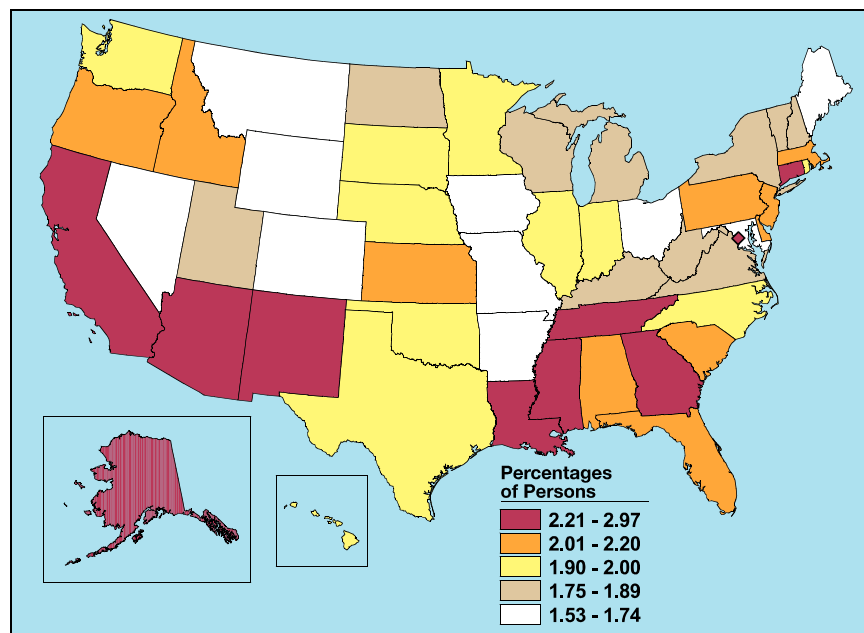 Percentages
of Persons
2.21 - 2.97
2.01 - 2.20
1.90 - 2.00
1.75 - 1.89
1.53 - 1.74